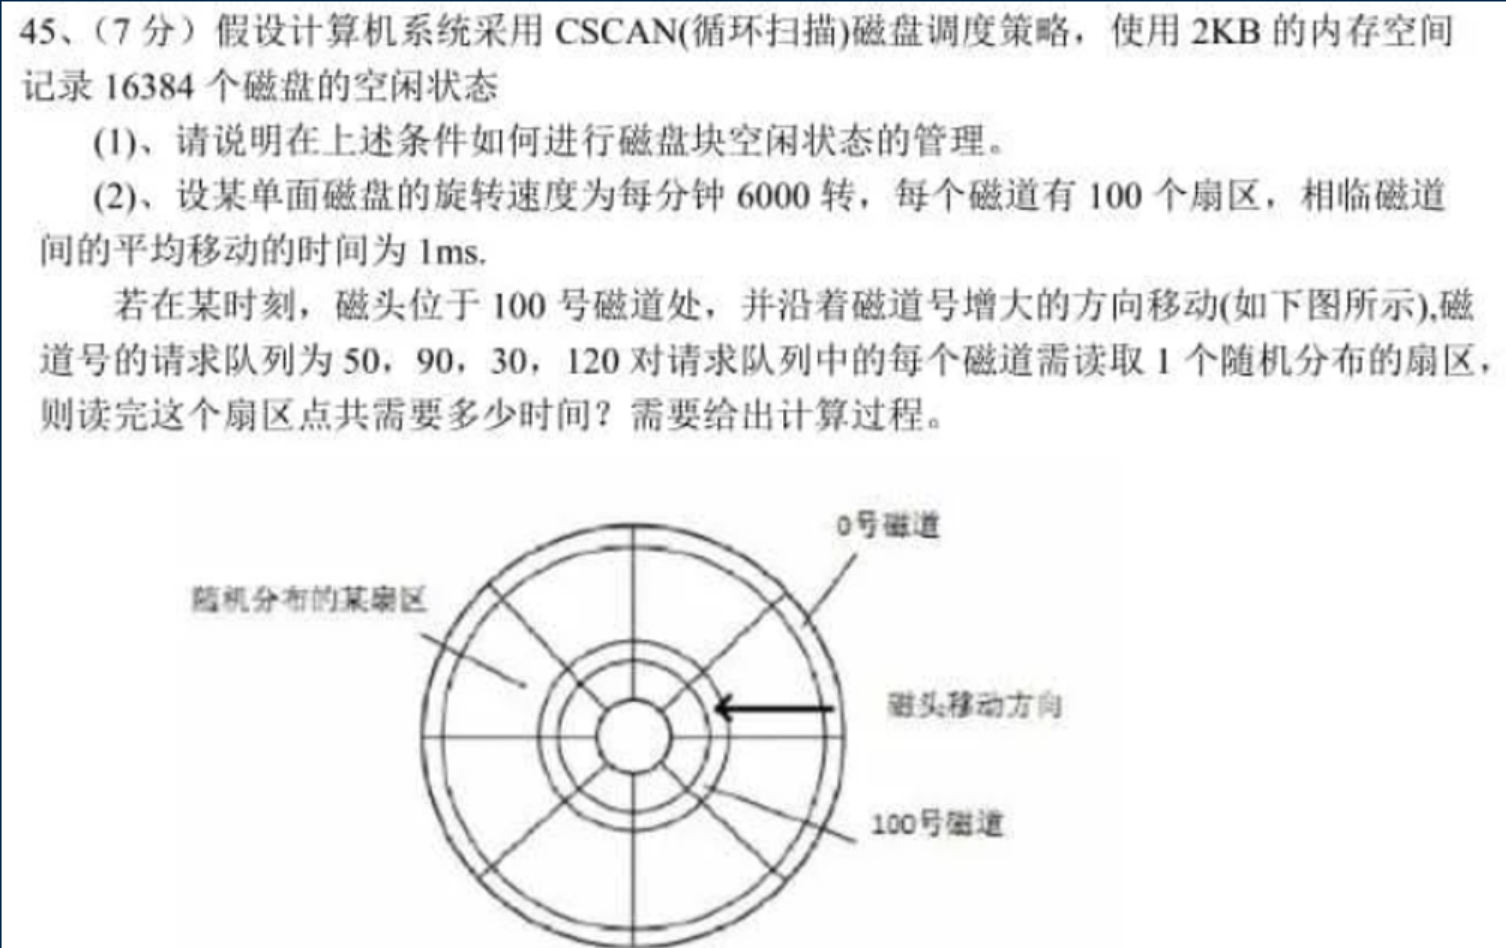 45、（7 分）假设计算机系统采用 CSCAN(循环扫描)磁盘调度策略，使用 2KB 的内存空间
记录 16384 个磁盘的空闲状态
(1)、请说明在上述条件如何进行磁盘块空闲状态的管理。
(2)、设某单面磁盘的旋转速度为每分钟 6000 转，每个磁道有 100 个扇区，相临磁道
间的平均移动的时间为 1ms.
若在某时刻，磁头位于 100 号磁道处，并沿着磁道号增大的方向移动(如下图所示),磁
道号的请求队列为 50，90，30，120 对请求队列中的每个磁道需读取 1 个随机分布的扇区，
则读完这个扇区点共需要多少时间？需要给出计算过程。
0号磁道
随机分布的某扇区
磁头移动方向
100号磁道